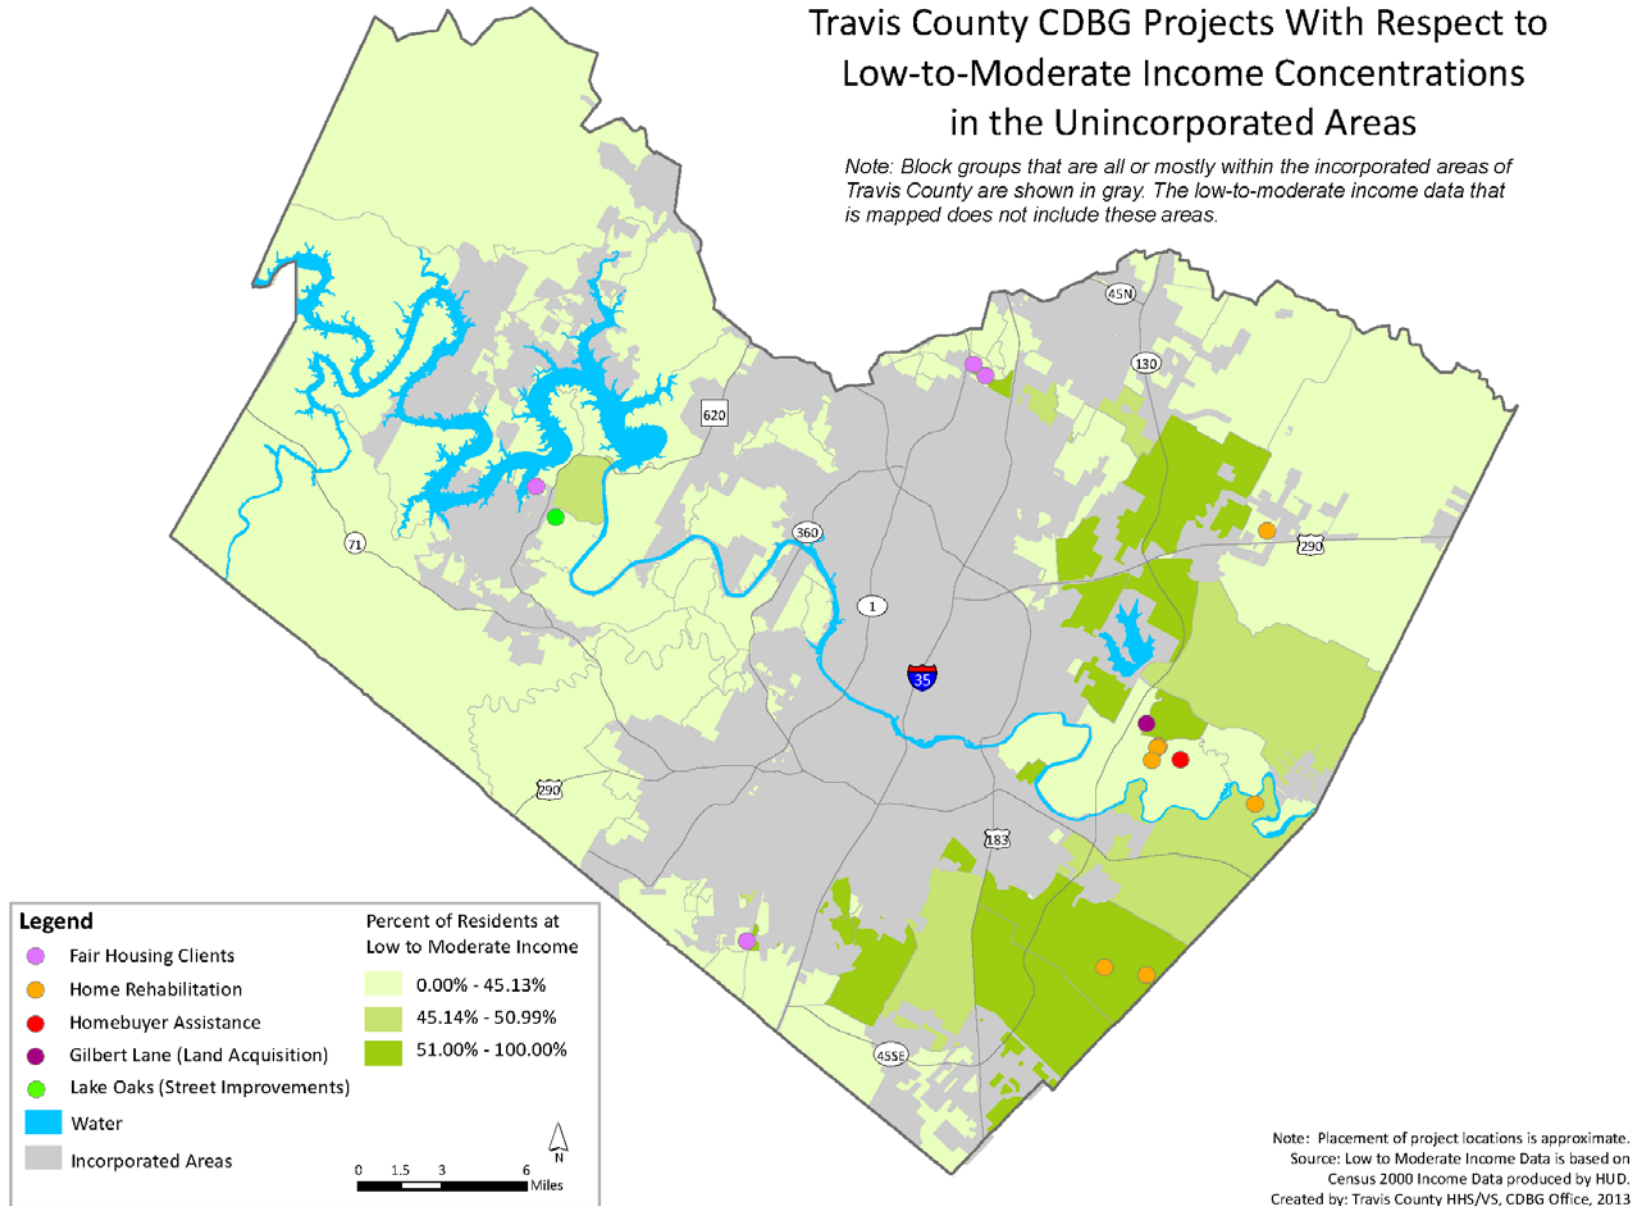 Travis County CDBG Projects With Respect to
Low-to-Moderate Income Concentrations
in the Unincorporated Areas
Note: Block groups that are all or mostly within the incorporated areas of
Travis County are shown in gray. The low-to-moderate income data that
is mapped does not include these areas.
45N
130
620
290
71
360
1
35
290
183
45SE
Legend
Fair Housing Clients
Home Rehabilitation
Homebuyer Assistance
Gilbert Lane (Land Acquisition)
Lake Oaks (Street Improvements)
Water
Incorporated Areas
Percent of Residents at
Low to Moderate Income
0.00% - 45.13%
45.14% - 50.99%
51.00% - 100.00%
N
0 1.5 3 6
Miles
Note: Placement of project locations is approximate.
Source: Low to Moderate Income Data is based on
Census 2000 Income Data produced by HUD.
Created by: Travis County HHS/VS, CDBG Office, 2013